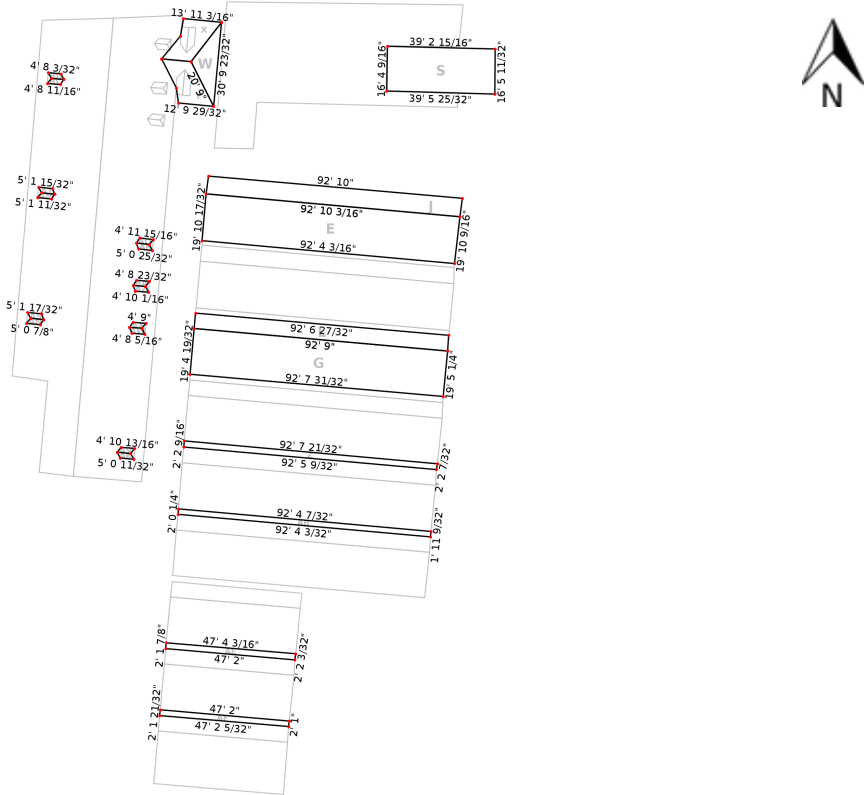 13' 11 3/16"
X
W
20' 9"
30' 9 23/32"
12' 9 29/32"
39' 2 15/16"
16' 4 9/16"
S
16' 5 11/32"
39' 5 25/32"
N
4' 8 3/32"
4' 8 11/16"
5' 1 15/32"
5' 1 11/32"
5' 1 17/32"
5' 0 7/8"
4' 11 15/16"
5' 0 25/32"
4' 8 23/32"
4' 10 1/16"
4' 9"
4' 8 5/16"
4' 10 13/16"
5' 0 11/32"
92' 10"
J
92' 10 3/16"
19' 10 17/32"
E
19' 10 9/16"
92' 4 3/16"
92' 6 27/32"
92' 9"
19' 4 19/32"
G
19' 5 1/4"
92' 7 31/32"
2' 2 9/16"
92' 7 21/32"
92' 5 9/32"
2' 2 7/32"
2' 0 1/4"
92' 4 7/32"
92' 4 3/32"
1' 11 9/32"
2' 1 7/8"
47' 4 3/16"
47' 2"
2' 2 3/32"
2' 1 21/32"
47' 2"
47' 2 5/32"
2' 1"